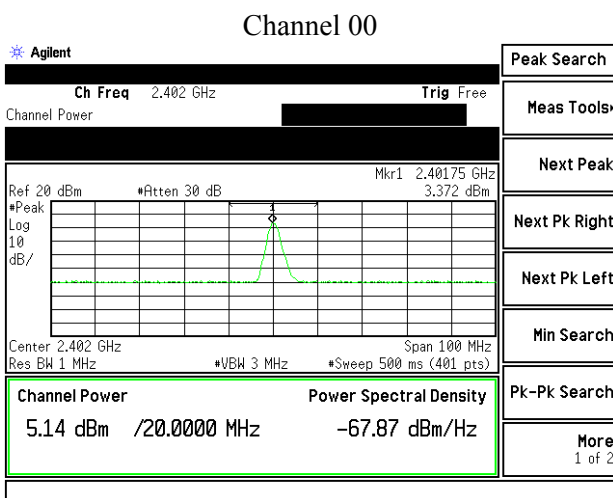 Channel 00
Agilent
Peak Search
Ch Freq 2.402 GHz Trig Free
Channel Power
Meas Tools
Next Peak
Next Pk Right
Next Pk Left
Min Search
Pk-Pk Search
More
1 of 2
Mkr1 2.40175 GHz
Ref 20 dBm #Atten 30 dB 3.372 dBm
#Peak
Log
10
dB/
1
Center 2.402 GHz Span 100 MHz
Res BW 1 MHz #VBW 3 MHz #Sweep 500 ms (401 pts)
Channel Power Power Spectral Density
5.14 dBm /20.0000 MHz -67.87 dBm/Hz